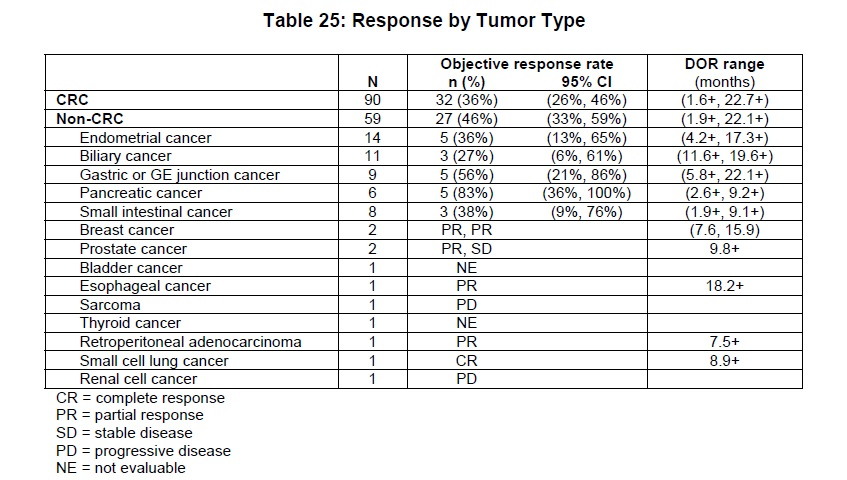 Table 25: Response by Tumor Type
Objective response rate DOR range
N n (%) 95% CI (months)
CRC 90 32 (36%) (26%, 46%) (1.6+, 22.7+)
Non-CRC 59 27 (46%) (33%, 59%) (1.9+, 22.1+)
Endometrial cancer 14 5 (36%) (13%, 65%) (4.2+, 17.3+)
Biliary cancer 11 3 (27%) (6%, 61%) (11.6+, 19.6+)
Gastric or GE junction cancer 9 5 (56%) (21%, 86%) (5.8+, 22.1+)
Pancreatic cancer 6 5 (83%) (36%, 100%) (2.6+, 9.2+)
Small intestinal cancer 8 3 (38%) (9%, 76%) (1.9+, 9.1+)
Breast cancer 2 PR, PR (7.6, 15.9)
Prostate cancer 2 PR, SD 9.8+
Bladder cancer 1 NE
Esophageal cancer 1 PR 18.2+
Sarcoma 1 PD
Thyroid cancer 1 NE
Retroperitoneal adenocarcinoma 1 PR 7.5+
Small cell lung cancer 1 CR 8.9+
Renal cell cancer 1 PD
CR = complete response
PR = partial response
SD = stable disease
PD = progressive disease
NE = not evaluable